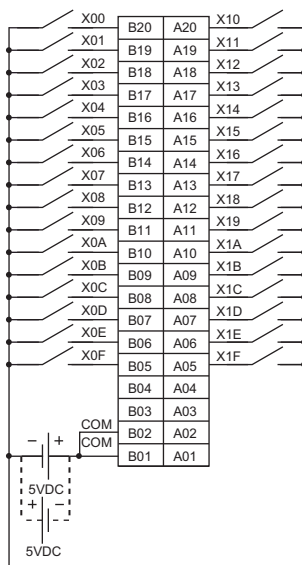 X00 B20 A20 X10
X01 B19 A19 X11
X02 B18 A18 X12
X03 B17 A17 X13
X04 B16 A16 X14
X05 B15 A15 X15
X06 B14 A14 X16
X07 B13 A13 X17
X08 B12 A12 X18
X09 B11 A11 X19
X0A B10 A10 X1A
X0B B09 A09 X1B
X0C B08 A08 X1C
X0D B07 A07 X1D
X0E B06 A06 X1E
X0F B05 A05 X1F
B04 A04
B03 A03
COM B02 A02
− + COM B01 A01
5VDC
+ −
5VDC